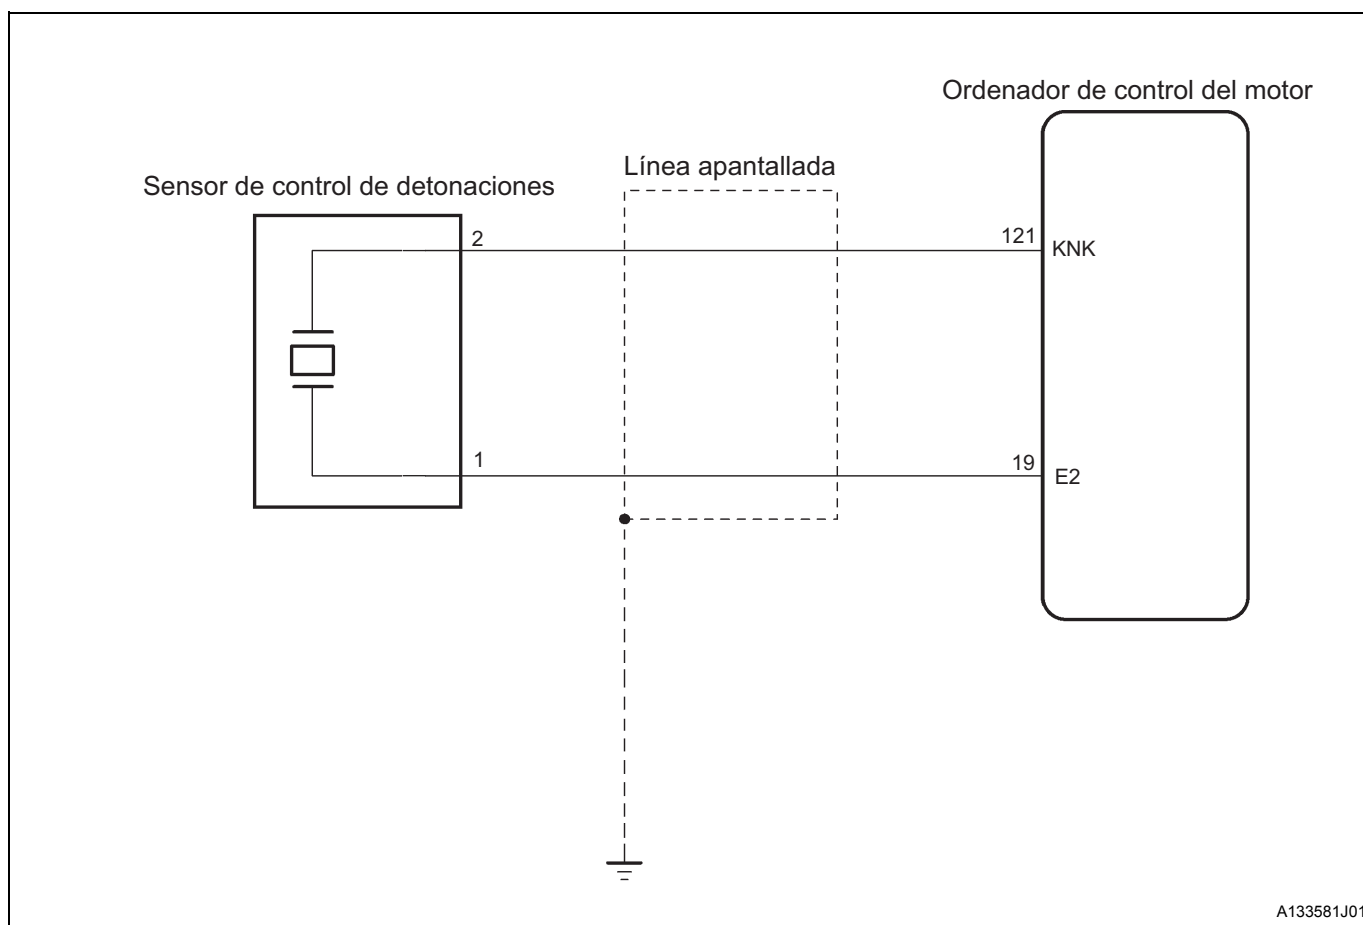 Ordenador de control del motor
Línea apantallada
Sensor de control de detonaciones
2
121
KNK
1
19
E2
A133581J01